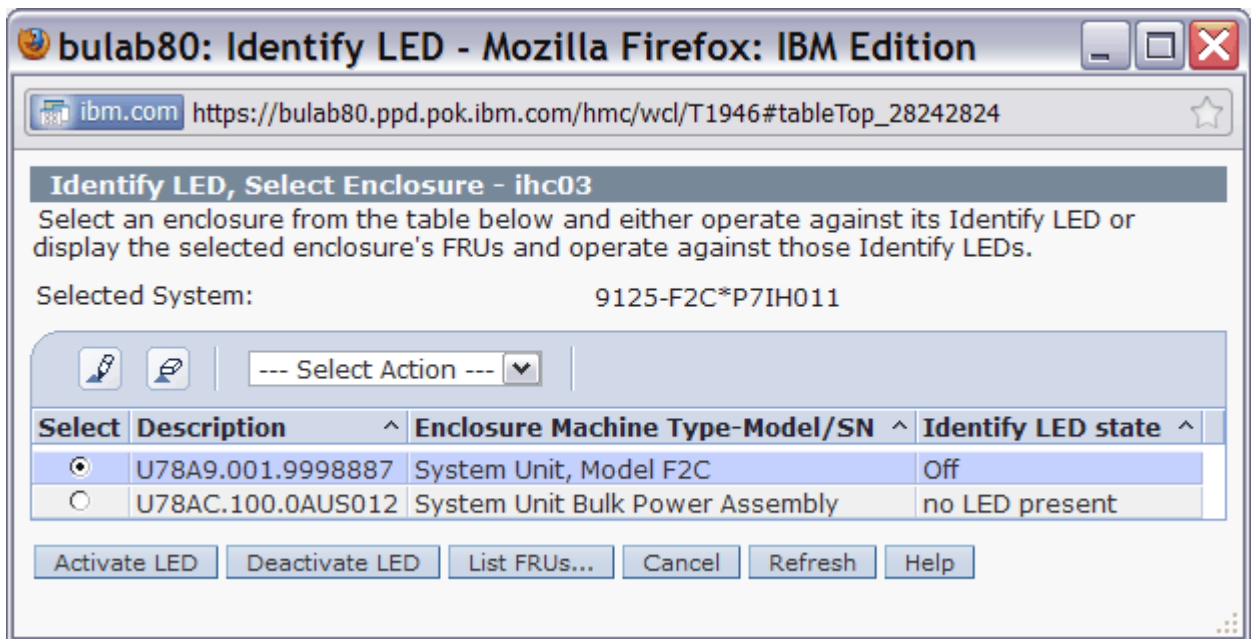 bulab80: Identify LED - Mozilla Firefox: IBM Edition
ibm.com https://bulab80.ppd.pok.ibm.com/hmc/wcl/T1946#tableTop_28242824
Identify LED, Select Enclosure - ihc03
Select an enclosure from the table below and either operate against its Identify LED or
display the selected enclosure's FRUs and operate against those Identify LEDs.
Selected System: 9125-F2C*P7IH011
--- Select Action ---
Select Description ^ Enclosure Machine Type-Model/SN ^ Identify LED state ^
U78A9.001.9998887 System Unit, Model F2C Off
U78AC.100.0AUS012 System Unit Bulk Power Assembly no LED present
Activate LED Deactivate LED List FRUs... Cancel Refresh Help